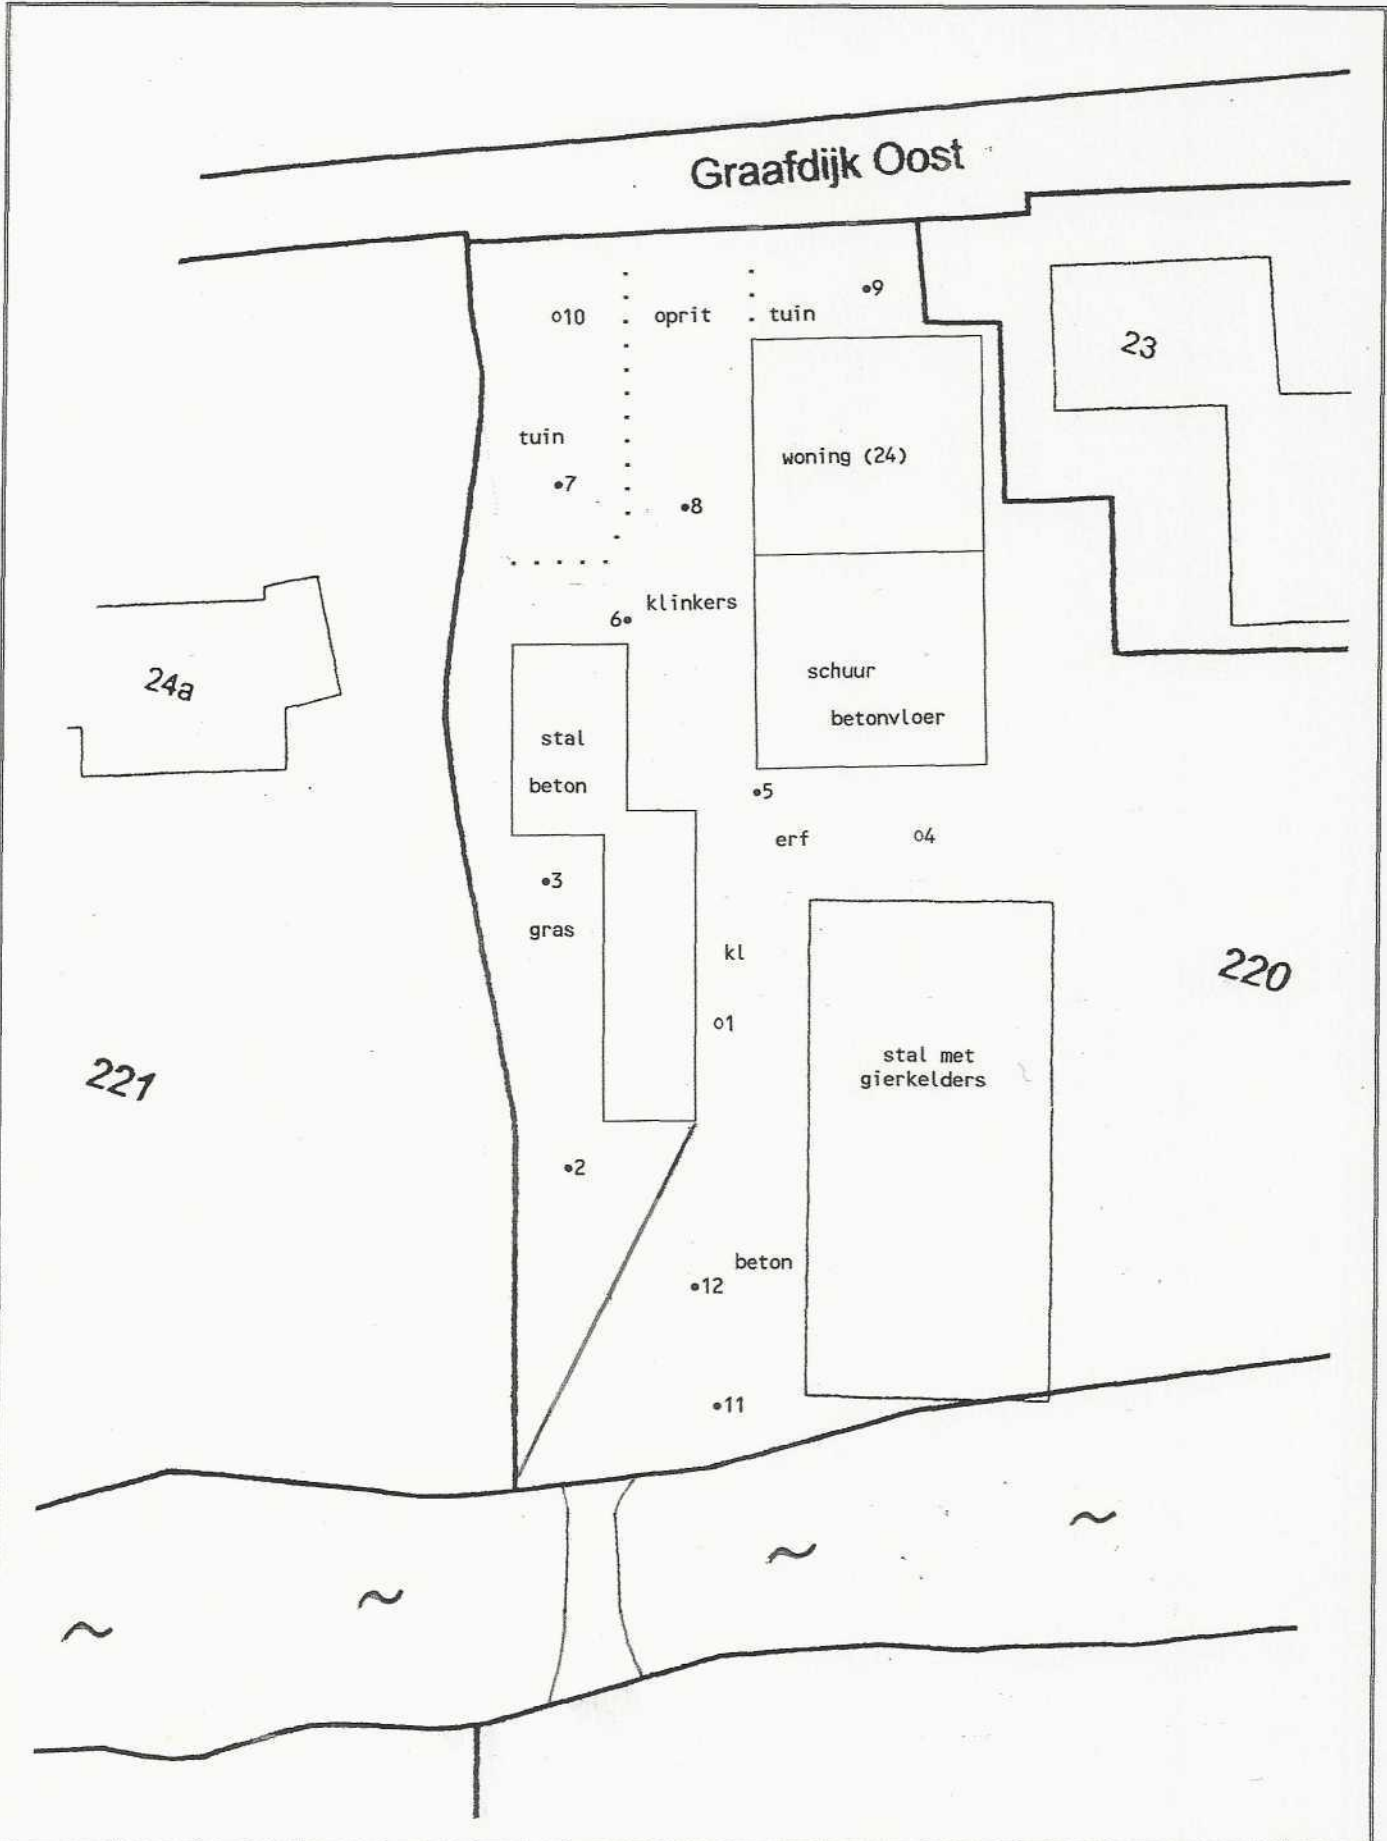 Graafdijk Oost
•9
o10
oprit
tuin
23
tuin
woning (24)
•7
•8
klinkers
6•
24a
schuur
betonvloer
stal
beton
•5
erf
o4
•3
gras
kl
220
o1
stal met
gierkelders
221
•2
beton
•12
•11
~
~
~
~